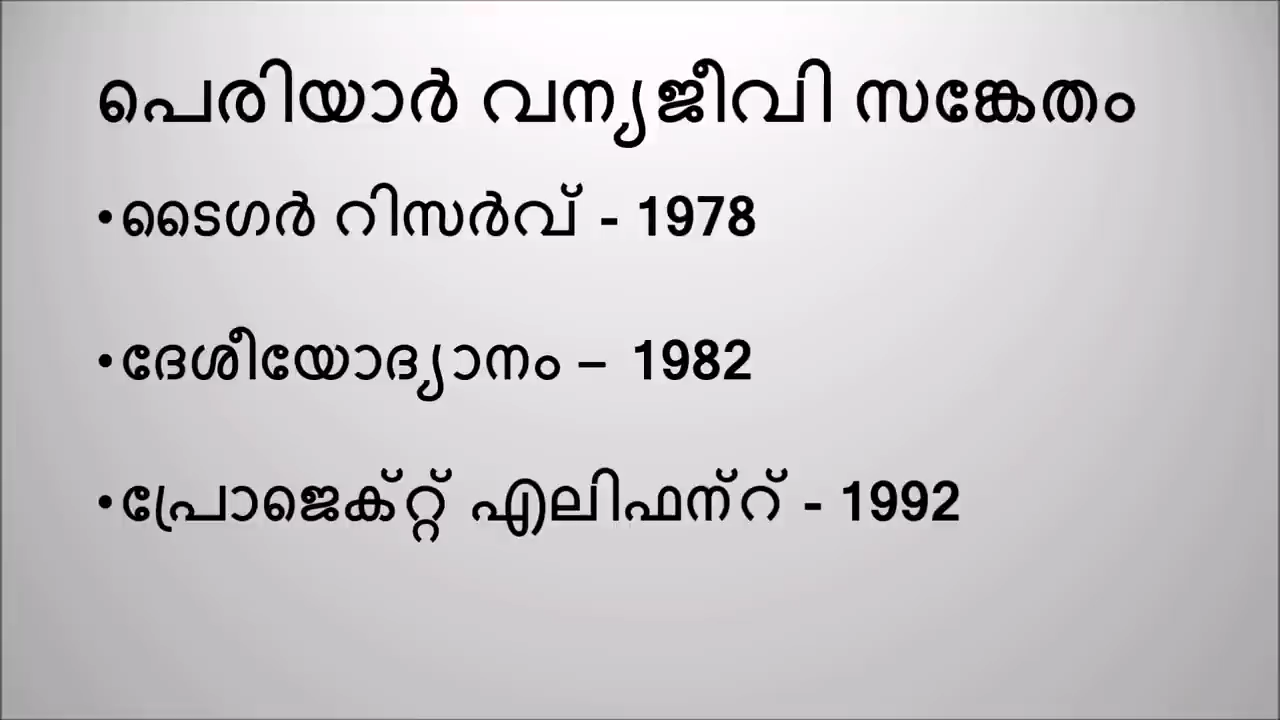 പെരിയാർ വന്യജീവി സങ്കേതം
•ടൈഗർ റിസർവ് - 1978
•ദേശീയോദ്യാനം – 1982
•പ്രോജെക്റ്റ് എലിഫന്റ് - 1992